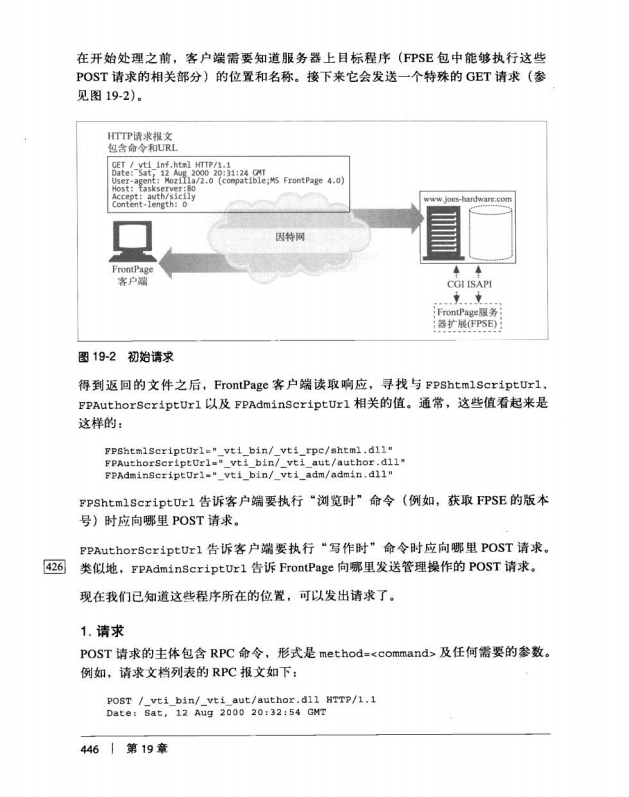 在开始处理之前，客户端需要知道服务器上目标程序（FPSE 包中能够执行这些
POST 请求的相关部分）的位置和名称。接下来它会发送一个特殊的 GET 请求（参
见图 19-2）。
HTTP请求报文
包含命令和URL
GET /_vti_inf.html HTTP/1.1
Date: Sat, 12 Aug 2000 20:31:24 GMT
User-agent: Mozilla/2.0 (compatible;MS FrontPage 4.0)
Host: taskserver:80
Accept: auth/sicily
Content-length: 0
www.joes-hardware.com
因特网
FrontPage
客户端
CGI ISAPI
FrontPage服务
器扩展(FPSE)
图 19-2 初始请求
得到返回的文件之后，FrontPage 客户端读取响应，寻找与 FPShtmlScriptUrl、
FPAuthorScriptUrl 以及 FPAdminScriptUrl 相关的值。通常，这些值看起来是
这样的：
FPShtmlScriptUrl="_vti_bin/_vti_rpc/shtml.dll"
FPAuthorScriptUrl="_vti_bin/_vti_aut/author.dll"
FPAdminScriptUrl="_vti_bin/_vti_adm/admin.dll"
FPShtmlScriptUrl 告诉客户端要执行“浏览时”命令（例如，获取 FPSE 的版本
号）时应向哪里 POST 请求。
FPAuthorScriptUrl 告诉客户端要执行“写作时”命令时应向哪里 POST 请求。
426 类似地，FPAdminScriptUrl 告诉 FrontPage 向哪里发送管理操作的 POST 请求。
现在我们已知道这些程序所在的位置，可以发出请求了。
1. 请求
POST 请求的主体包含 RPC 命令，形式是 method=<command> 及任何需要的参数。
例如，请求文档列表的 RPC 报文如下：
POST /_vti_bin/_vti_aut/author.dll HTTP/1.1
Date: Sat, 12 Aug 2000 20:32:54 GMT
446 | 第 19 章